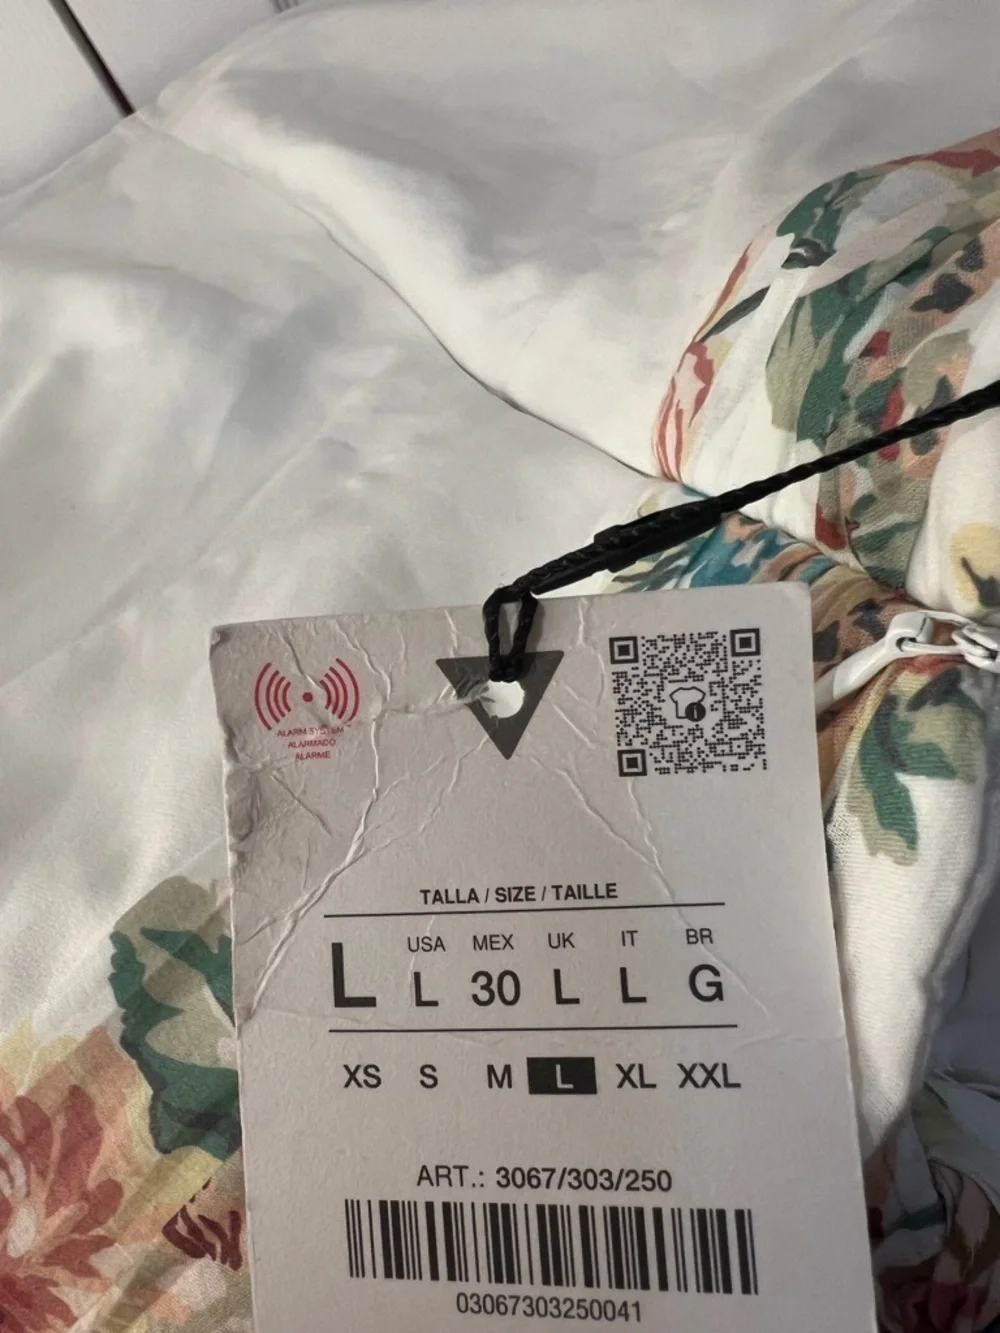 ALARM SYSTEM
ALARMADO
ALARME
TALLA / SIZE / TAILLE
L
USA MEX UK IT BR
L 30 L L G
XS S M L XL XXL
ART.: 3067/303/250
03067303250041